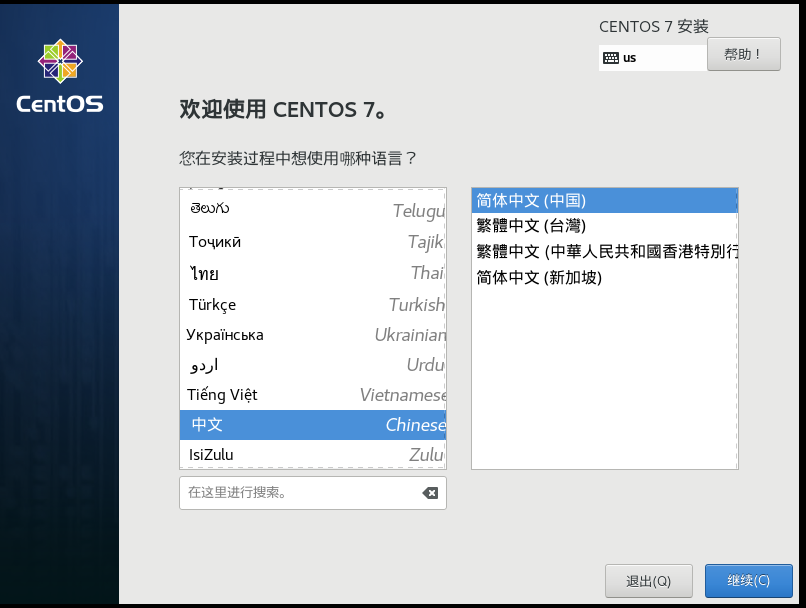 CENTOS 7 安装
us
帮助！
CentOS
欢迎使用 CENTOS 7。
您在安装过程中想使用哪种语言？
తెలుగు Telugu
Тоҷикӣ Tajik
ไทย Thai
Türkçe Turkish
Українська Ukrainian
اردو Urdu
Tiếng Việt Vietnamese
中文 Chinese
IsiZulu Zulu
在这里进行搜索。
简体中文 (中国)
繁體中文 (台灣)
繁體中文 (中華人民共和國香港特別行
简体中文 (新加坡)
退出(Q)
继续(C)